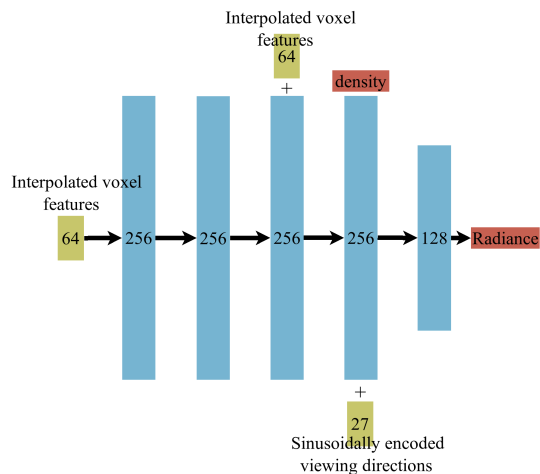 Interpolated voxel
features
64
+
density
Interpolated voxel
features
64
256
256
256
256
128
Radiance
+
27
Sinusoidally encoded
viewing directions